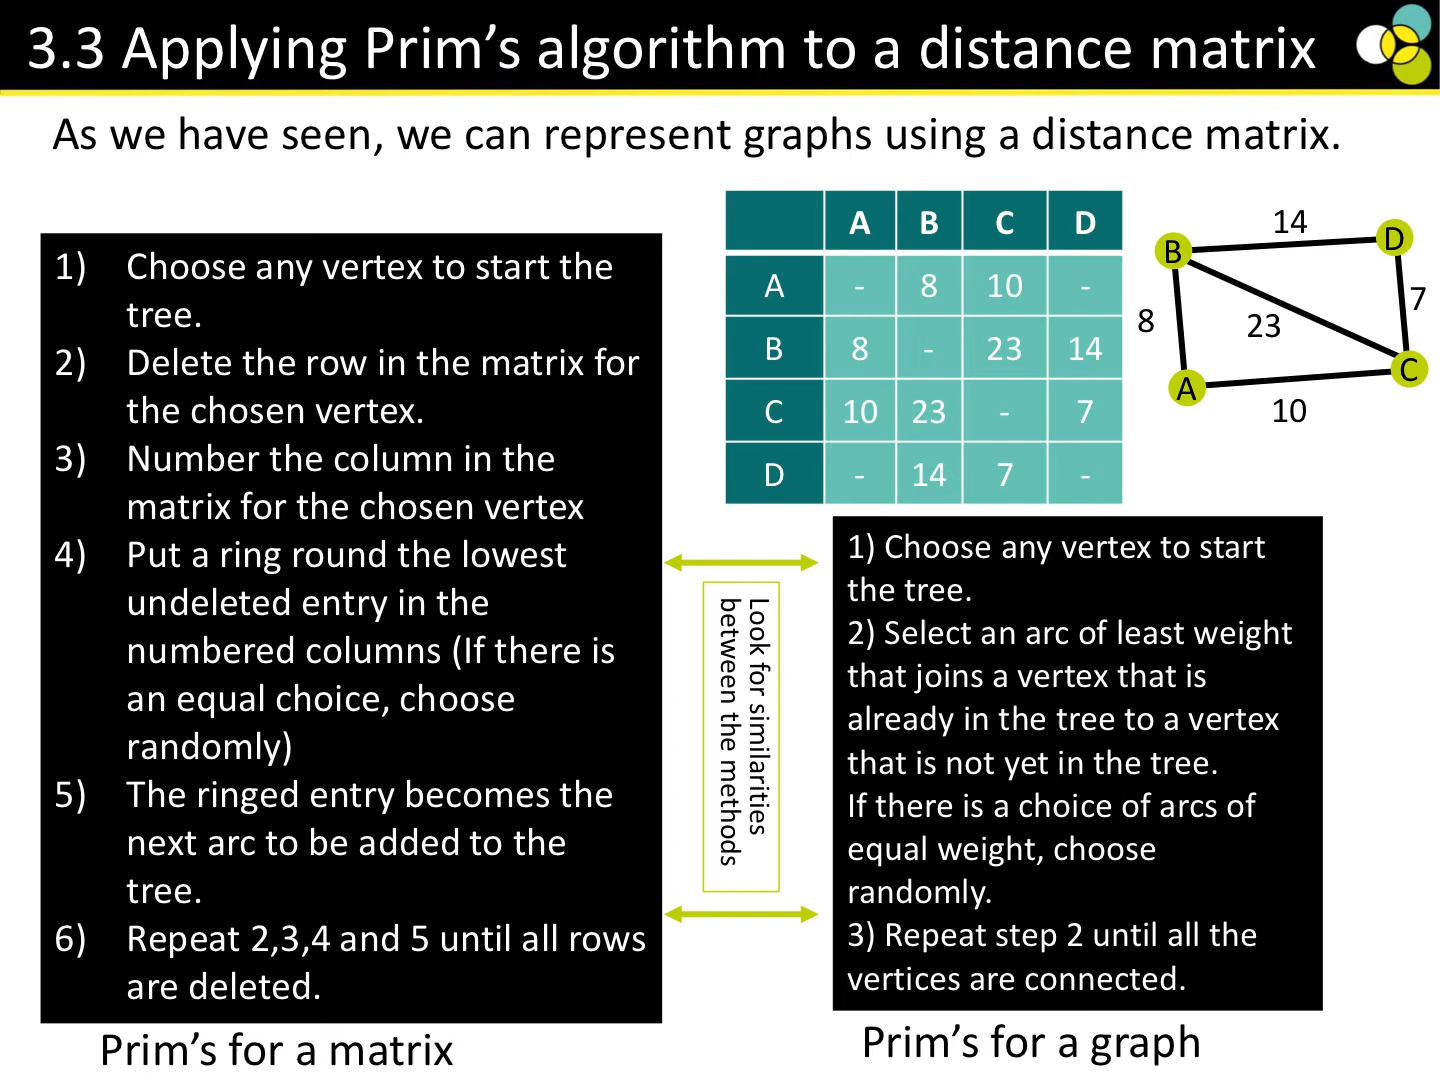 3.3 Applying Prim’s algorithm to a distance matrix
As we have seen, we can represent graphs using a distance matrix.
1) Choose any vertex to start the
tree.
2) Delete the row in the matrix for
the chosen vertex.
3) Number the column in the
matrix for the chosen vertex
4) Put a ring round the lowest
undeleted entry in the
numbered columns (If there is
an equal choice, choose
randomly)
5) The ringed entry becomes the
next arc to be added to the
tree.
6) Repeat 2,3,4 and 5 until all rows
are deleted.
Prim’s for a matrix
A B C D
A - 8 10 -
B 8 - 23 14
C 10 23 - 7
D - 14 7 -
14
B
D
7
8
23
C
A
10
Look for similarities
between the methods
1) Choose any vertex to start
the tree.
2) Select an arc of least weight
that joins a vertex that is
already in the tree to a vertex
that is not yet in the tree.
If there is a choice of arcs of
equal weight, choose
randomly.
3) Repeat step 2 until all the
vertices are connected.
Prim’s for a graph